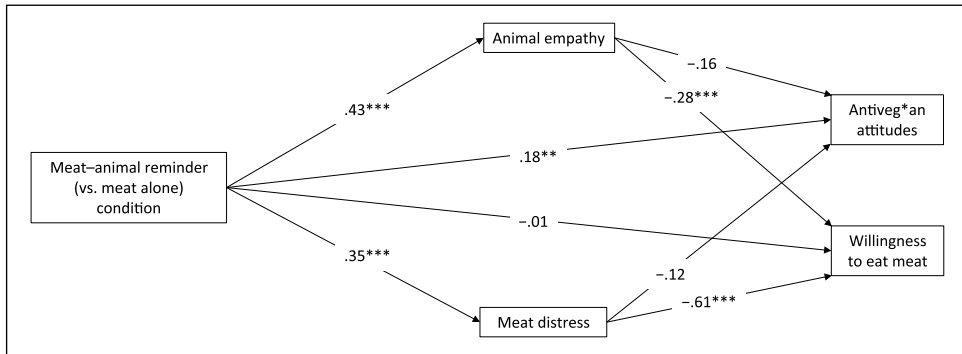 Animal empathy
−.16
−.28***
Antiveg*an
attitudes
.43***
.18**
Meat–animal reminder
(vs. meat alone)
condition
−.01
Willingness
to eat meat
.35***
−.12
−.61***
Meat distress